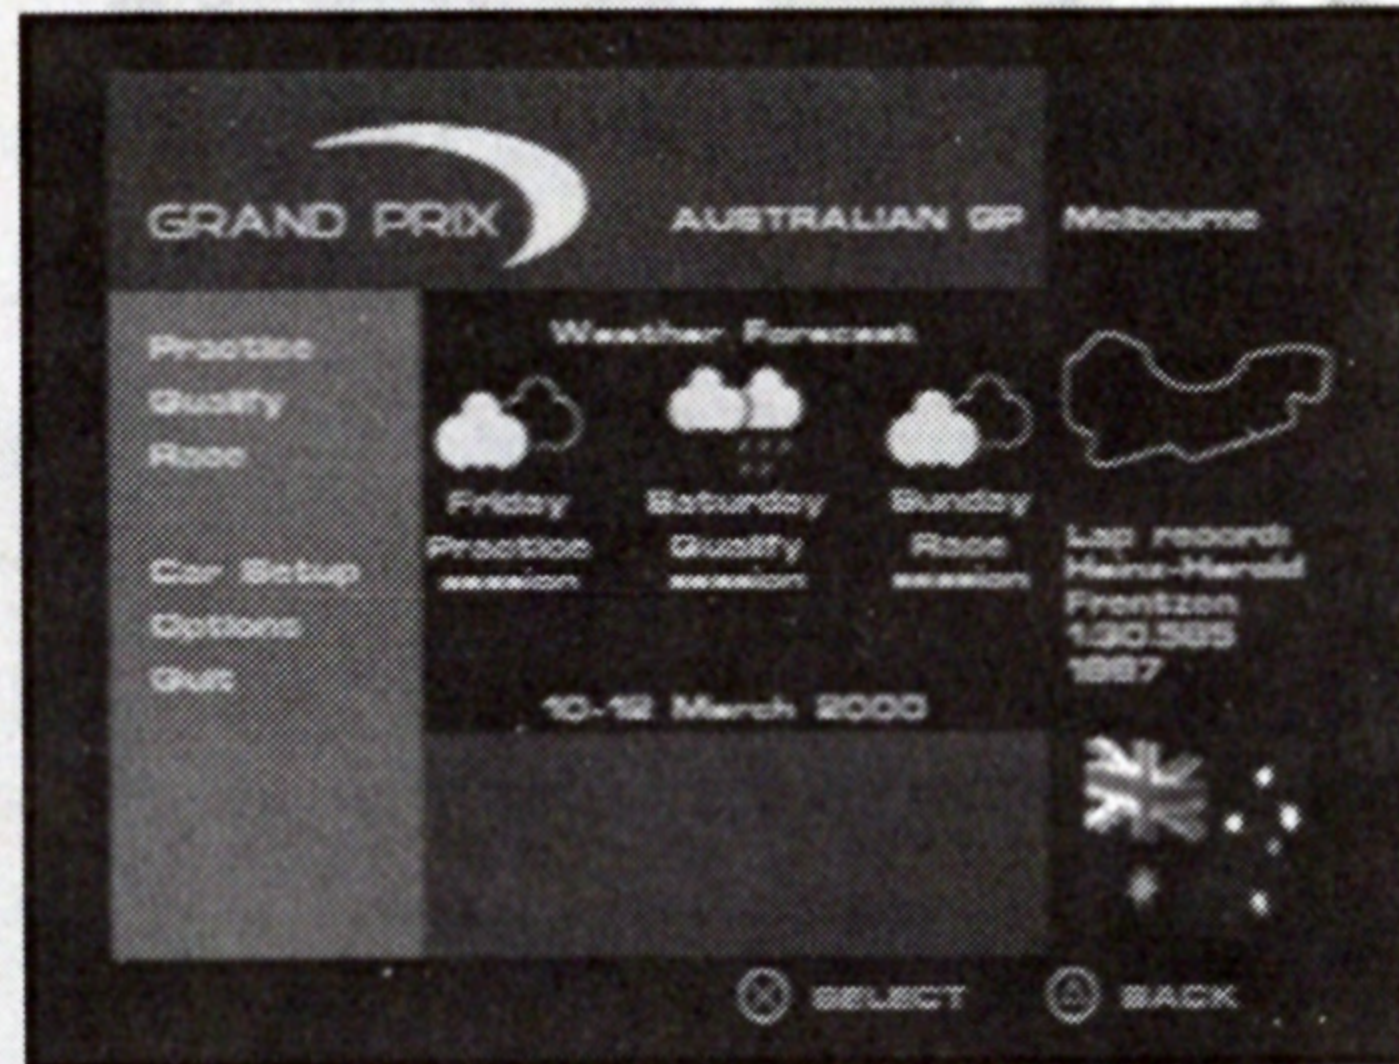 GRAND PRIX
AUSTRALIAN GP
Melbourne
Practice
Qualify
Race
Car Setup
Options
Quit
Weather Forecast
Friday
Practice
session
Saturday
Qualify
session
Sunday
Race
session
10-12 March 2000
Lap record:
Heinz-Harald
Frentzen
1:30.585
1997
SELECT
BACK